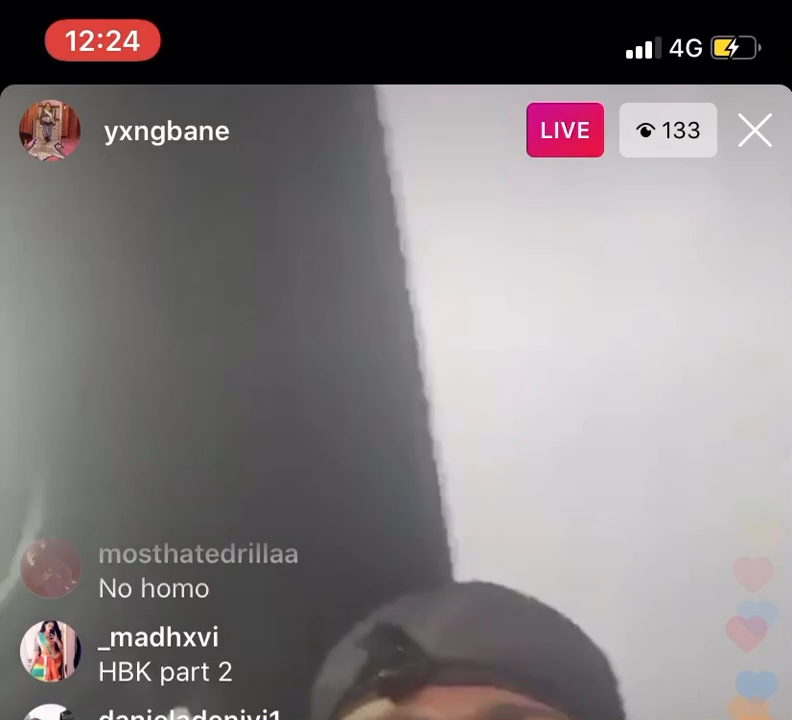 12:24
4G
yxngbane
LIVE
133
mosthatedrillaa
No homo
_madhxvi
HBK part 2